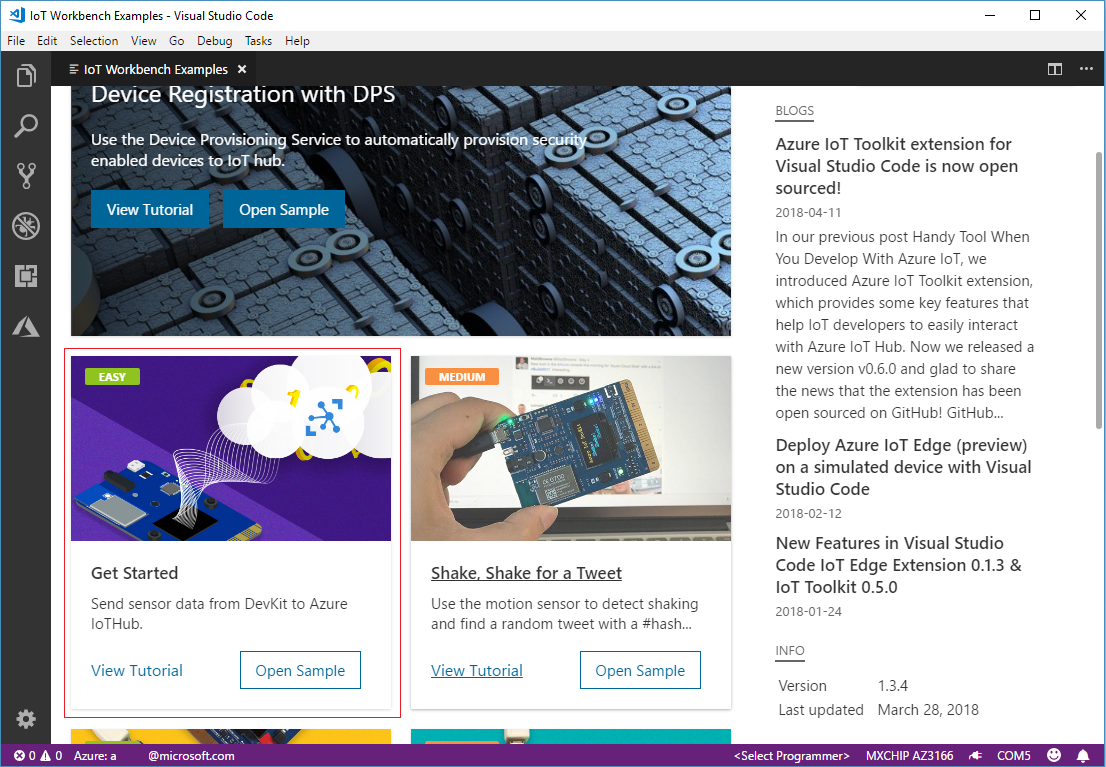 IoT Workbench Examples - Visual Studio Code
File Edit Selection View Go Debug Tasks Help
IoT Workbench Examples
Device Registration with DPS
Use the Device Provisioning Service to automatically provision security
enabled devices to IoT hub.
View Tutorial Open Sample
EASY
Get Started
Send sensor data from DevKit to Azure
IoTHub.
View Tutorial Open Sample
MEDIUM
Shake, Shake for a Tweet
Use the motion sensor to detect shaking
and find a random tweet with a #hash...
View Tutorial Open Sample
BLOGS
Azure IoT Toolkit extension for
Visual Studio Code is now open
sourced!
2018-04-11
In our previous post Handy Tool When
You Develop With Azure IoT, we
introduced Azure IoT Toolkit extension,
which provides some key features that
help IoT developers to easily interact
with Azure IoT Hub. Now we released a
new version v0.6.0 and glad to share
the news that the extension has been
open sourced on GitHub! GitHub...
Deploy Azure IoT Edge (preview)
on a simulated device with Visual
Studio Code
2018-02-12
New Features in Visual Studio
Code IoT Edge Extension 0.1.3 &
IoT Toolkit 0.5.0
2018-01-24
INFO
Version 1.3.4
Last updated March 28, 2018
0 0 Azure: a @microsoft.com <Select Programmer> MXCHIP AZ3166 COM5